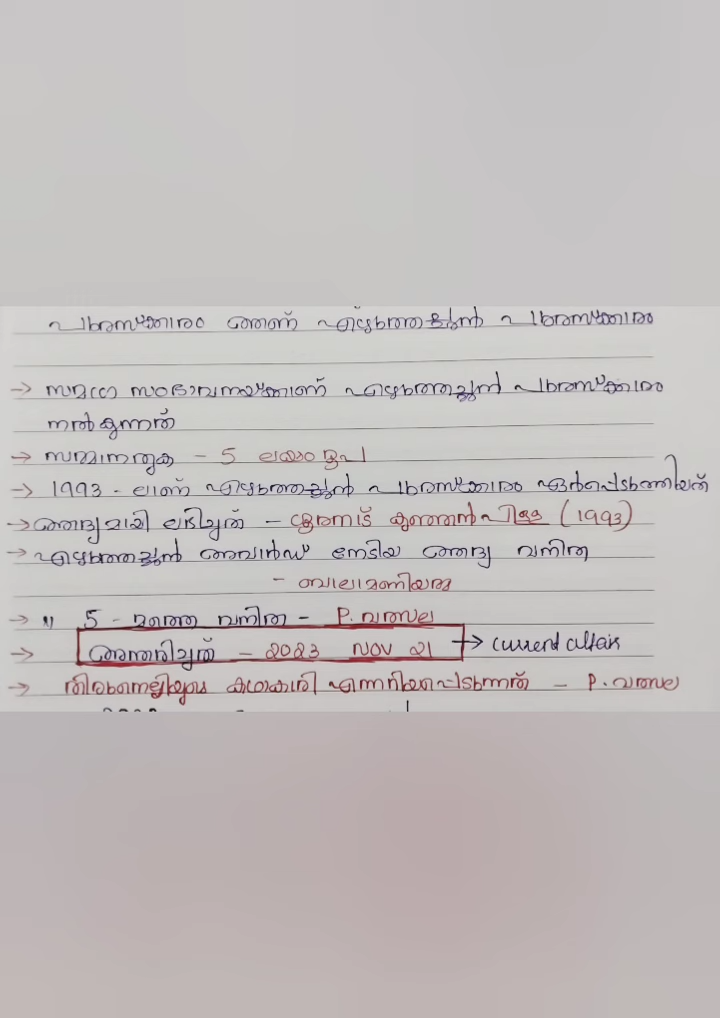 പുരസ്ക്കാരം ആണ് എഴുത്തച്ഛൻ പുരസ്ക്കാരം
→ സമഗ്ര സംഭാവനയ്ക്കാണ് എഴുത്തച്ഛൻ പുരസ്ക്കാരം
നൽകുന്നത്
→ സമ്മാനതുക - 5 ലക്ഷം രൂപ
→ 1993 - ലാണ് എഴുത്തച്ഛൻ പുരസ്ക്കാരം ഏർപ്പെടുത്തിയത്
→ ആദ്യമായി ലഭിച്ചത് - ശൂരനാട് കുഞ്ഞൻപിള്ള (1993)
→ എഴുത്തച്ഛൻ അവാർഡ് നേടിയ ആദ്യ വനിത
- ബാലാമണിയമ്മ
→ " 5 - മത്തെ വനിത - P. വത്സല
→ അന്തരിച്ചത് - 2023 NOV 21 → current affairs
→ തിരുനെല്ലിയുടെ കഥാകാരി എന്നറിയപ്പെടുന്നത് - P. വത്സല